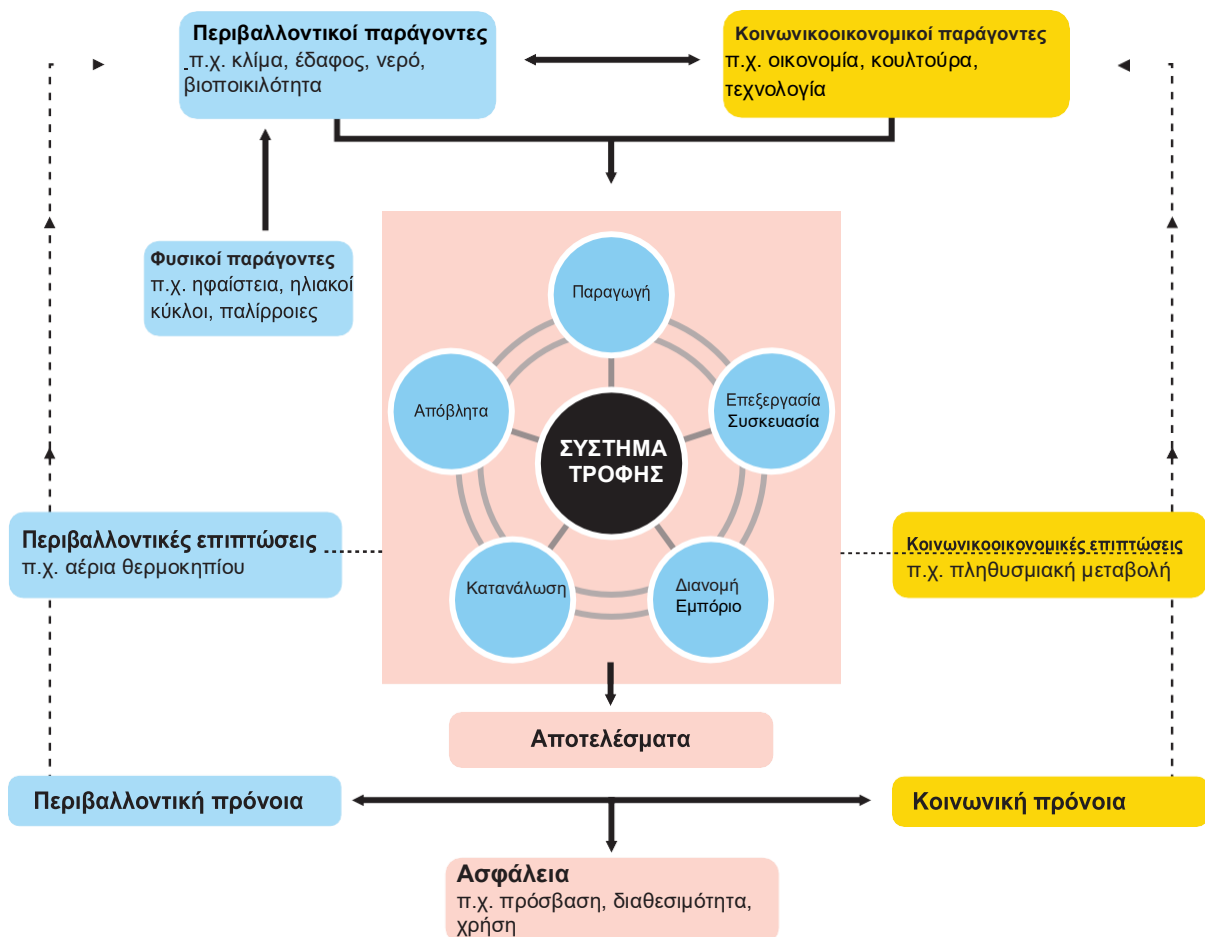 Περιβαλλοντικοί παράγοντες
π.χ. κλίμα, έδαφος, νερό,
βιοποικιλότητα
Κοινωνικοοικονομικοί παράγοντες
π.χ. οικονομία, κουλτούρα,
τεχνολογία
Φυσικοί παράγοντες
π.χ. ηφαίστεια, ηλιακοί
κύκλοι, παλίρροιες
Παραγωγή
Απόβλητα
Επεξεργασία
Συσκευασία
ΣΥΣΤΗΜΑ
ΤΡΟΦΗΣ
Κατανάλωση
Διανομή
Εμπόριο
Περιβαλλοντικές επιπτώσεις
π.χ. αέρια θερμοκηπίου
Κοινωνικοοικονομικές επιπτώσεις
π.χ. πληθυσμιακή μεταβολή
Αποτελέσματα
Περιβαλλοντική πρόνοια
Κοινωνική πρόνοια
Ασφάλεια
π.χ. πρόσβαση, διαθεσιμότητα,
χρήση